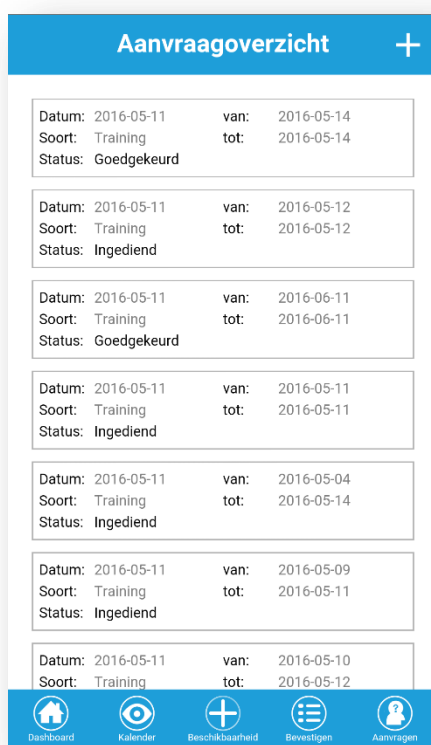 Aanvraagoverzicht
Datum: 2016-05-11 van: 2016-05-14
Soort: Training tot: 2016-05-14
Status: Goedgekeurd
Datum: 2016-05-11 van: 2016-05-12
Soort: Training tot: 2016-05-12
Status: Ingediend
Datum: 2016-05-11 van: 2016-06-11
Soort: Training tot: 2016-06-11
Status: Goedgekeurd
Datum: 2016-05-11 van: 2016-05-11
Soort: Training tot: 2016-05-11
Status: Ingediend
Datum: 2016-05-11 van: 2016-05-04
Soort: Training tot: 2016-05-14
Status: Ingediend
Datum: 2016-05-11 van: 2016-05-09
Soort: Training tot: 2016-05-11
Status: Ingediend
Datum: 2016-05-11 van: 2016-05-10
Soort: Training tot: 2016-05-12
Dashboard Kalender Beschikbaarheid Bevestigen Aanvragen